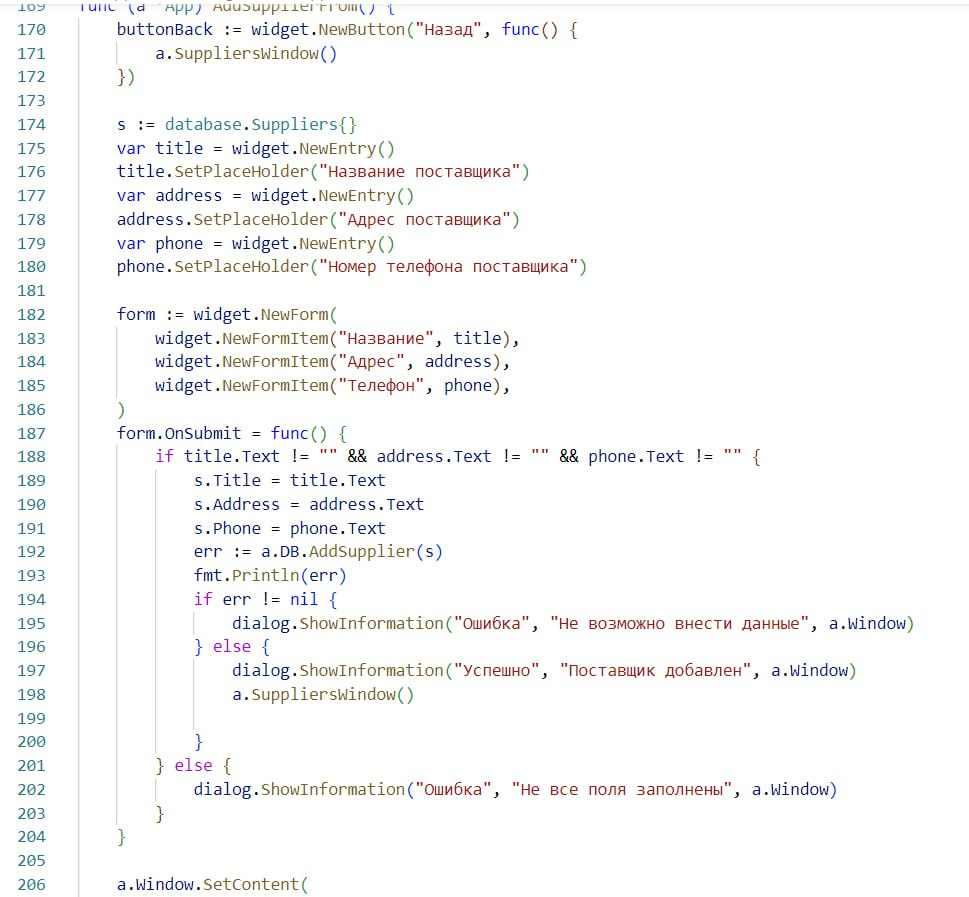 169 func (a *App) AddSupplierFrom() {
170 buttonBack := widget.NewButton("Назад", func() {
171 a.SuppliersWindow()
172 })
173
174 s := database.Suppliers{}
175 var title = widget.NewEntry()
176 title.SetPlaceHolder("Название поставщика")
177 var address = widget.NewEntry()
178 address.SetPlaceHolder("Адрес поставщика")
179 var phone = widget.NewEntry()
180 phone.SetPlaceHolder("Номер телефона поставщика")
181
182 form := widget.NewForm(
183 widget.NewFormItem("Название", title),
184 widget.NewFormItem("Адрес", address),
185 widget.NewFormItem("Телефон", phone),
186 )
187 form.OnSubmit = func() {
188 if title.Text != "" && address.Text != "" && phone.Text != "" {
189 s.Title = title.Text
190 s.Address = address.Text
191 s.Phone = phone.Text
192 err := a.DB.AddSupplier(s)
193 fmt.Println(err)
194 if err != nil {
195 dialog.ShowInformation("Ошибка", "Не возможно внести данные", a.Window)
196 } else {
197 dialog.ShowInformation("Успешно", "Поставщик добавлен", a.Window)
198 a.SuppliersWindow()
199
200 }
201 } else {
202 dialog.ShowInformation("Ошибка", "Не все поля заполнены", a.Window)
203 }
204 }
205
206 a.Window.SetContent(